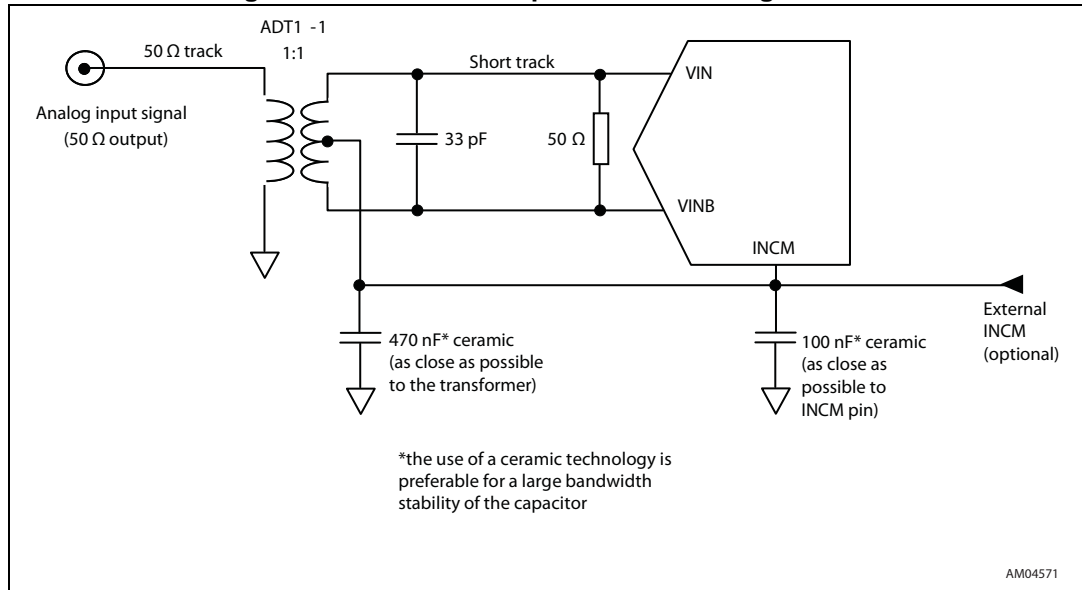 ADT1 -1
1:1
50 Ω track
Short track
VIN
Analog input signal
(50 Ω output)
33 pF
50 Ω
VINB
INCM
External
INCM
(optional)
470 nF* ceramic
(as close as possible
to the transformer)
100 nF* ceramic
(as close as
possible to
INCM pin)
*the use of a ceramic technology is
preferable for a large bandwidth
stability of the capacitor
AM04571